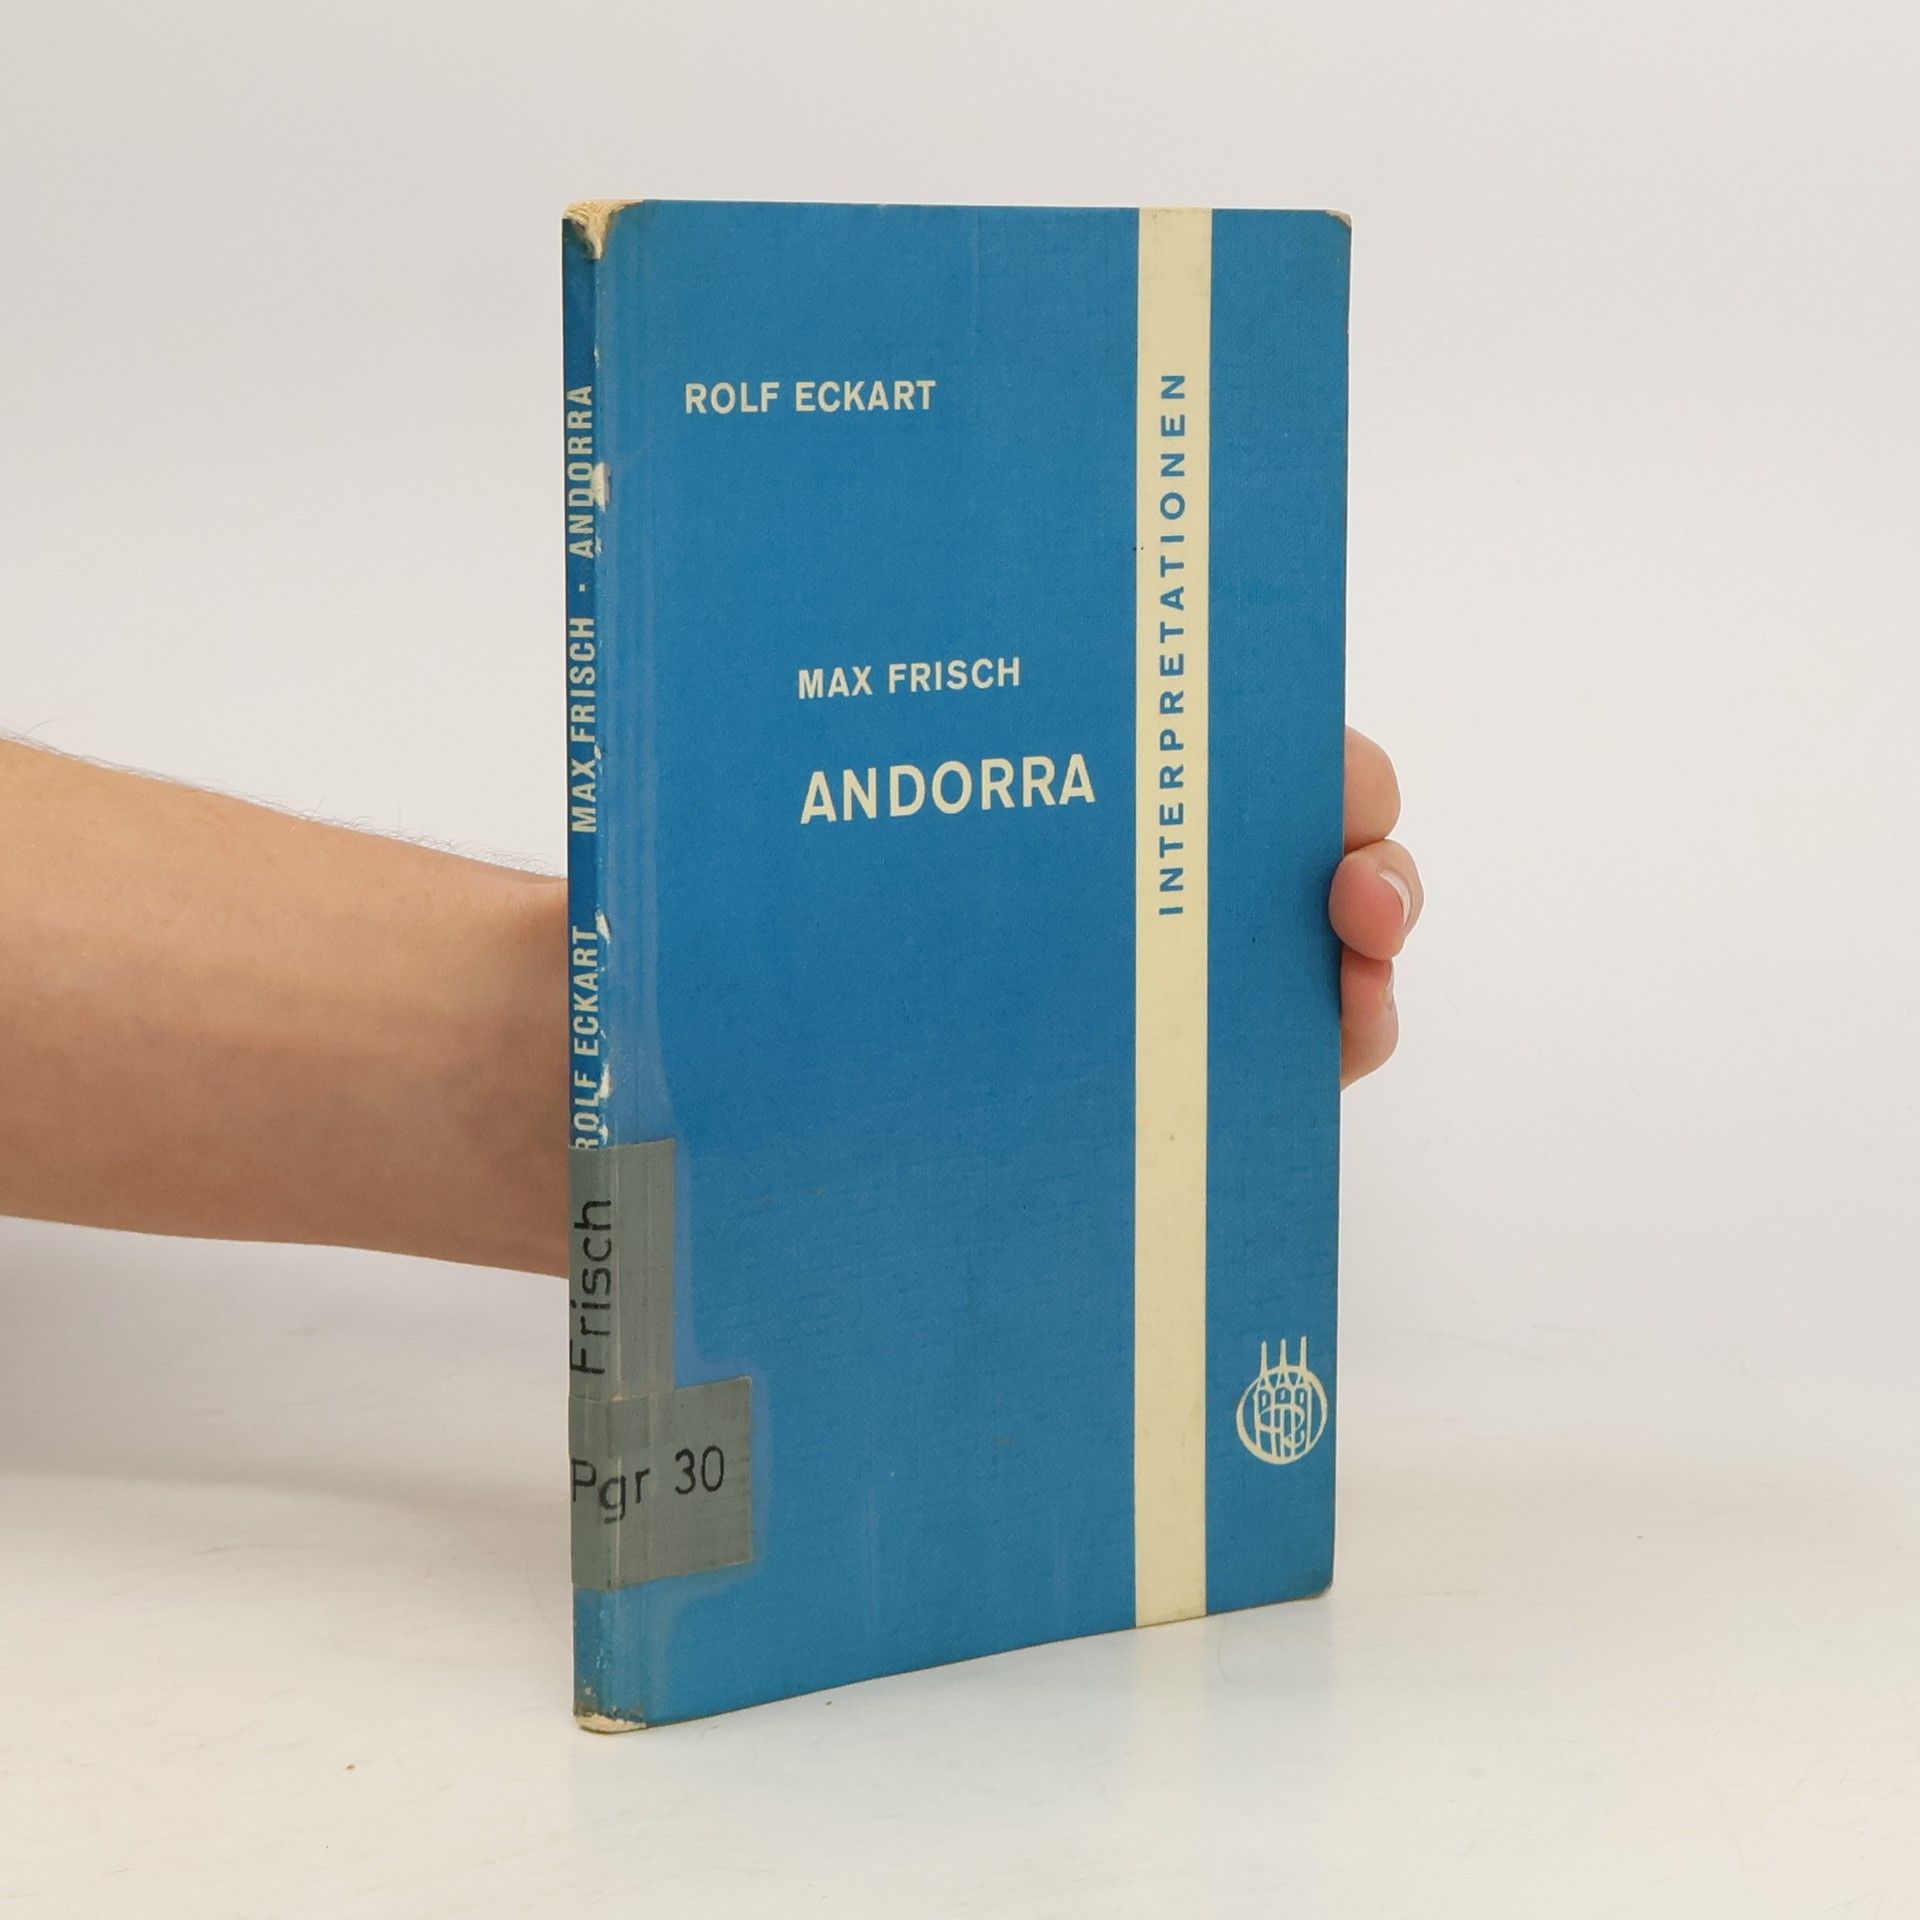 ROLF ECKART
MAX FRISCH
ANDORRA
INTERPRETATIONEN
ROLF ECKART MAX FRISCH · ANDORRA
Frisch
Pgr 30